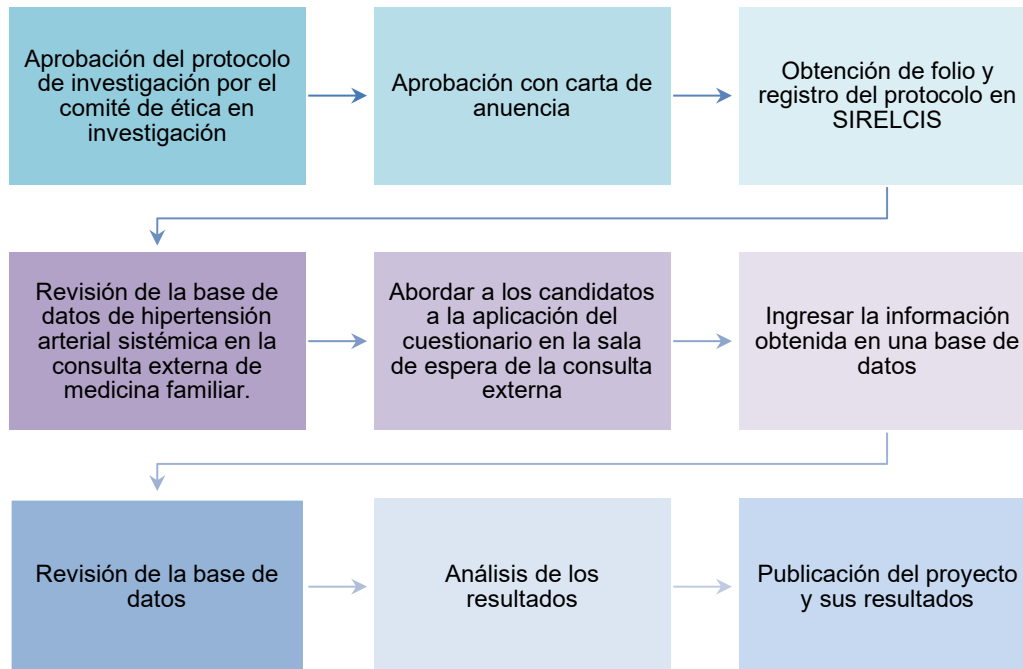 Aprobación del protocolo
de investigación por el
comité de ética en
investigación
Aprobación con carta de
anuencia
Obtención de folio y
registro del protocolo en
SIRELCIS
Revisión de la base de
datos de hipertensión
arterial sistémica en la
consulta externa de
medicina familiar.
Abordar a los candidatos
a la aplicación del
cuestionario en la sala
de espera de la consulta
externa
Ingresar la información
obtenida en una base de
datos
Revisión de la base de
datos
Análisis de los
resultados
Publicación del proyecto
y sus resultados